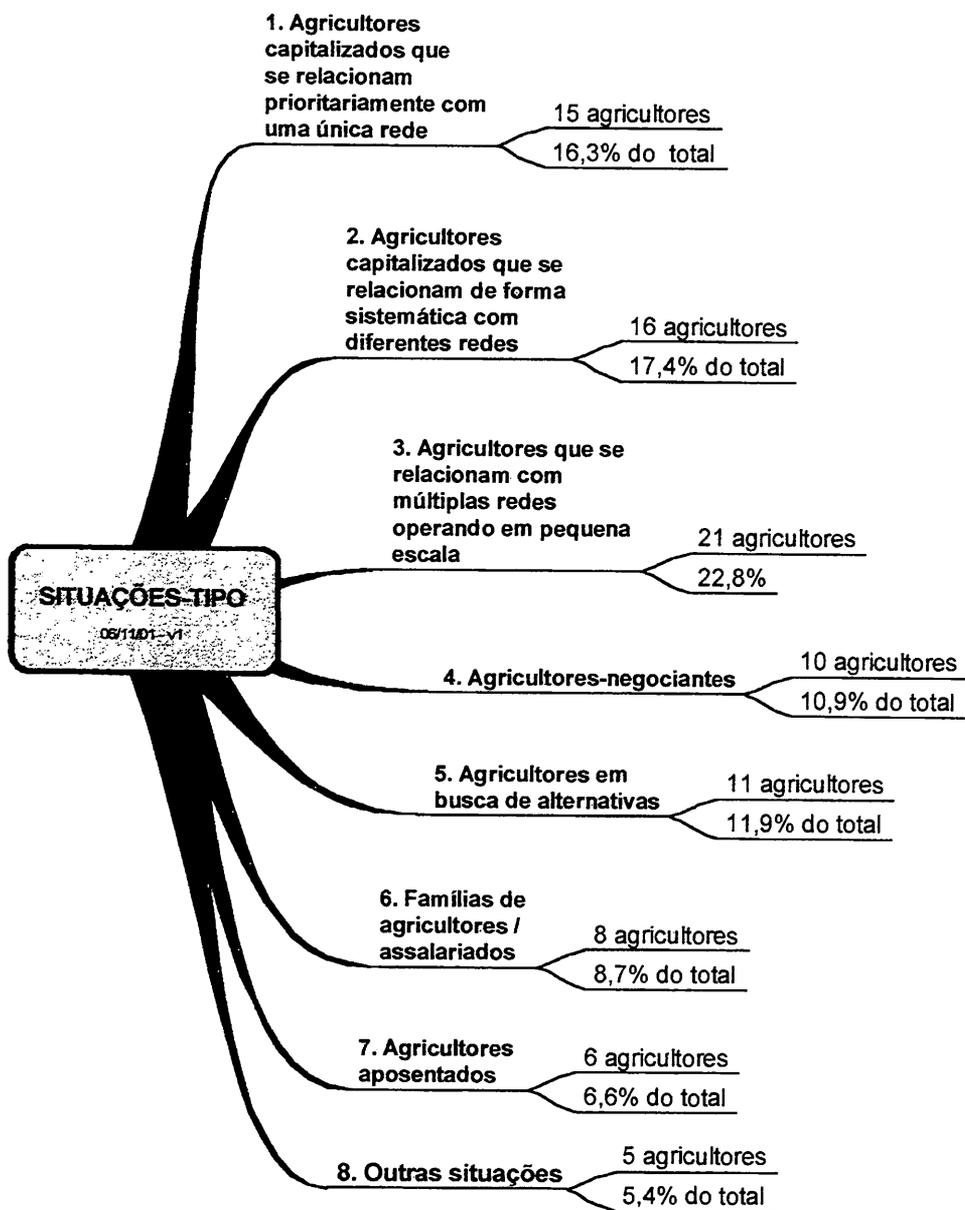 1. Agricultores
capitalizados que
se relacionam
prioritariamente com
uma única rede
15 agricultores
16,3% do total
2. Agricultores
capitalizados que se
relacionam de forma
sistemática com
diferentes redes
16 agricultores
17,4% do total
3. Agricultores que se
relacionam com
múltiplas redes
operando em pequena
escala
21 agricultores
22,8%
SITUAÇÕES-TIPO
06/11/01 - v1
4. Agricultores-negociantes
10 agricultores
10,9% do total
5. Agricultores em
busca de alternativas
11 agricultores
11,9% do total
6. Famílias de
agricultores /
assalariados
8 agricultores
8,7% do total
7. Agricultores
aposentados
6 agricultores
6,6% do total
8. Outras situações
5 agricultores
5,4% do total